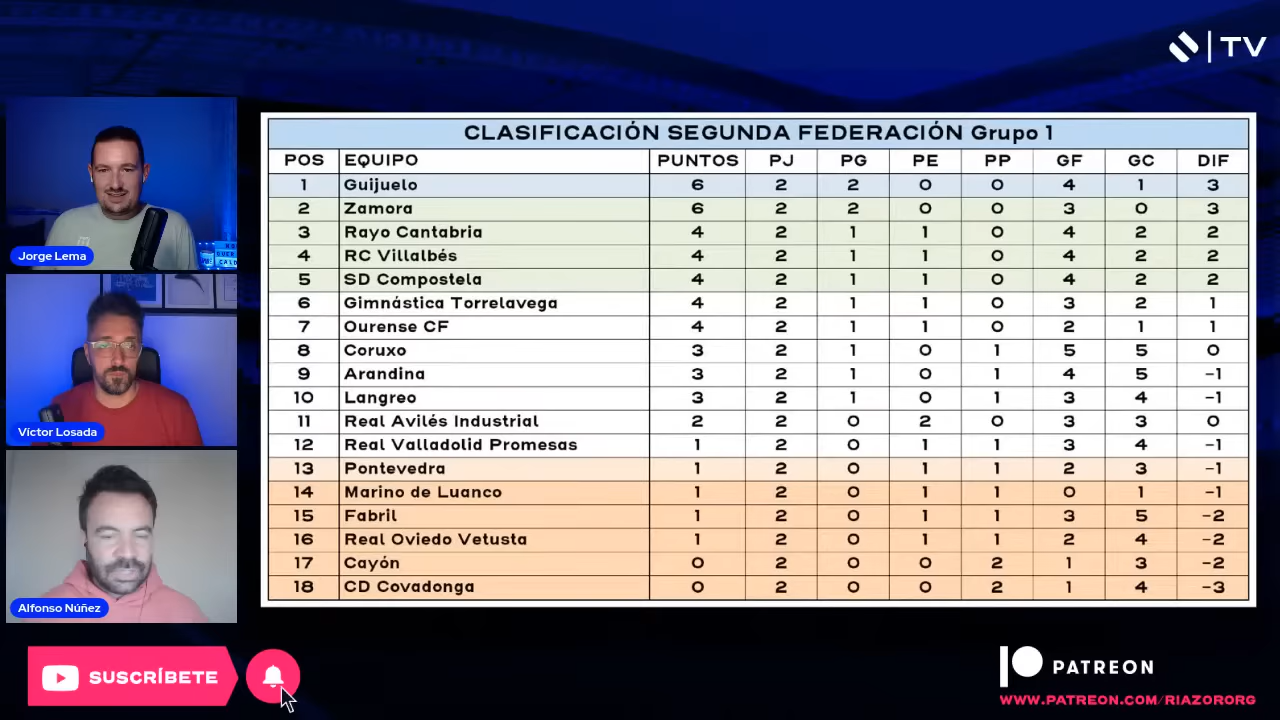 TV
Jorge Lema
Víctor Losada
Alfonso Núñez
CLASIFICACIÓN SEGUNDA FEDERACIÓN Grupo 1
POS EQUIPO PUNTOS PJ PG PE PP GF GC DIF
1 Guijuelo 6 2 2 0 0 4 1 3
2 Zamora 6 2 2 0 0 3 0 3
3 Rayo Cantabria 4 2 1 1 0 4 2 2
4 RC Villalbés 4 2 1 1 0 4 2 2
5 SD Compostela 4 2 1 1 0 4 2 2
6 Gimnástica Torrelavega 4 2 1 1 0 3 2 1
7 Ourense CF 4 2 1 1 0 2 1 1
8 Coruxo 3 2 1 0 1 5 5 0
9 Arandina 3 2 1 0 1 4 5 -1
10 Langreo 3 2 1 0 1 3 4 -1
11 Real Avilés Industrial 2 2 0 2 0 3 3 0
12 Real Valladolid Promesas 1 2 0 1 1 3 4 -1
13 Pontevedra 1 2 0 1 1 2 3 -1
14 Marino de Luanco 1 2 0 1 1 0 1 -1
15 Fabril 1 2 0 1 1 3 5 -2
16 Real Oviedo Vetusta 1 2 0 1 1 2 4 -2
17 Cayón 0 2 0 0 2 1 3 -2
18 CD Covadonga 0 2 0 0 2 1 4 -3
SUSCRÍBETE
PATREON
WWW.PATREON.COM/RIAZORORG